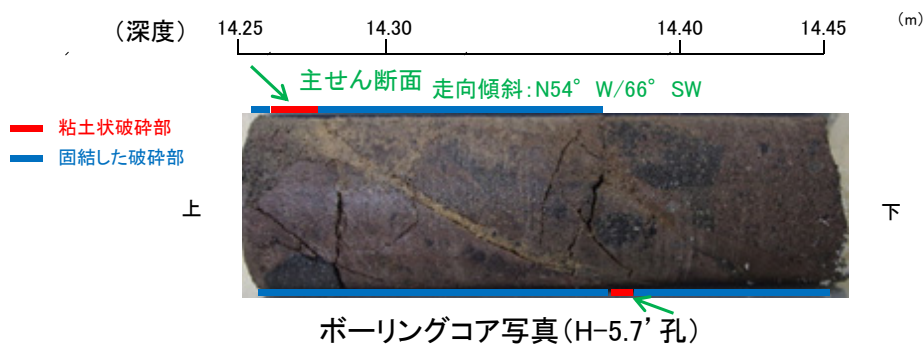 (深度) 14.25 14.30 14.40 14.45 (m)
主せん断面 走向傾斜:N54° W/66° SW
粘土状破砕部
固結した破砕部
上 下
ボーリングコア写真(H-5.7’孔)